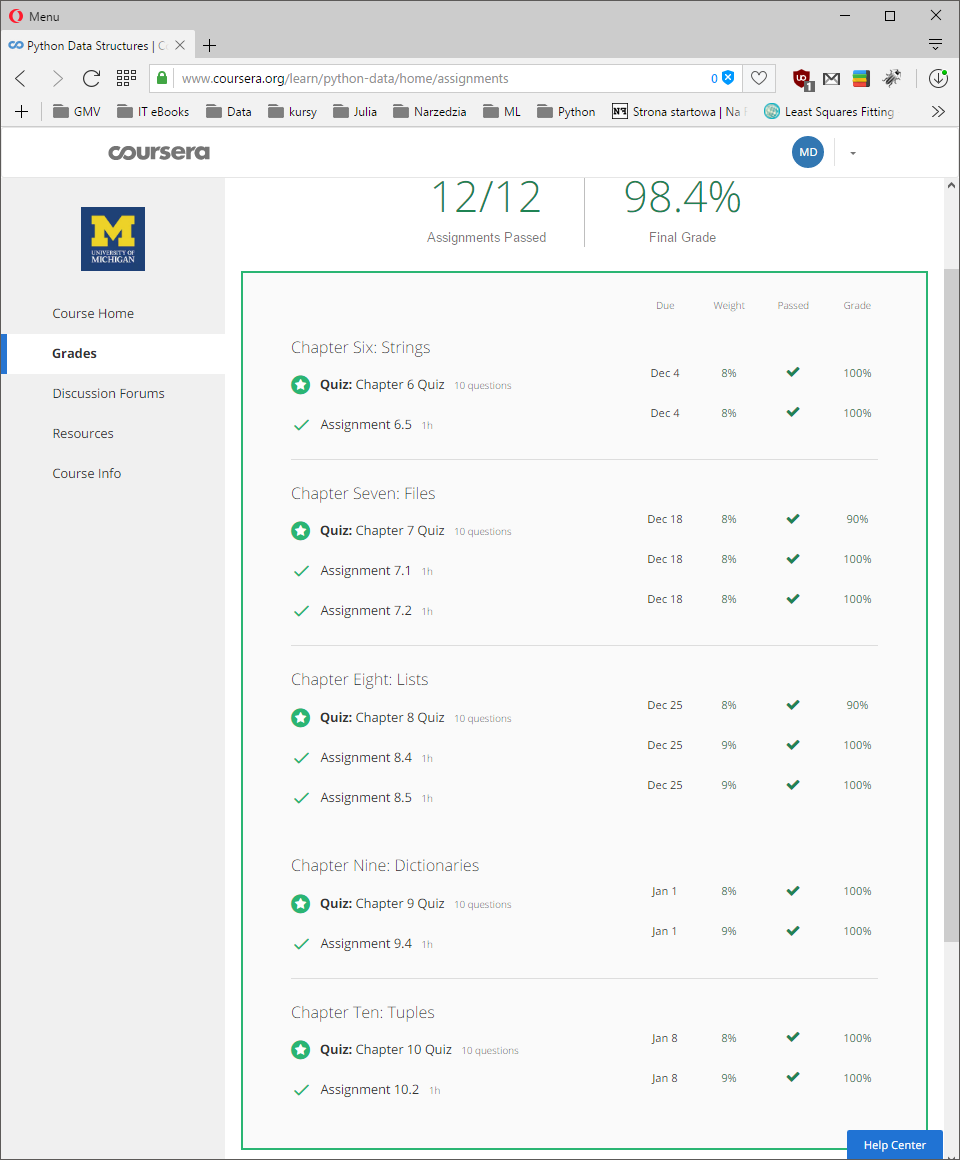 Menu
Python Data Structures | C
www.coursera.org/learn/python-data/home/assignments 0
GMV IT eBooks Data kursy Julia Narzedzia ML Python Strona startowa | Na Least Squares Fitting
coursera MD
M
UNIVERSITY OF
MICHIGAN
Course Home
Grades
Discussion Forums
Resources
Course Info
12/12 98.4%
Assignments Passed Final Grade
Due Weight Passed Grade
Chapter Six: Strings
Quiz: Chapter 6 Quiz 10 questions Dec 4 8% 100%
Assignment 6.5 1h Dec 4 8% 100%
Chapter Seven: Files
Quiz: Chapter 7 Quiz 10 questions Dec 18 8% 90%
Assignment 7.1 1h Dec 18 8% 100%
Assignment 7.2 1h Dec 18 8% 100%
Chapter Eight: Lists
Quiz: Chapter 8 Quiz 10 questions Dec 25 8% 90%
Assignment 8.4 1h Dec 25 9% 100%
Assignment 8.5 1h Dec 25 9% 100%
Chapter Nine: Dictionaries
Quiz: Chapter 9 Quiz 10 questions Jan 1 8% 100%
Assignment 9.4 1h Jan 1 9% 100%
Chapter Ten: Tuples
Quiz: Chapter 10 Quiz 10 questions Jan 8 8% 100%
Assignment 10.2 1h Jan 8 9% 100%
Help Center